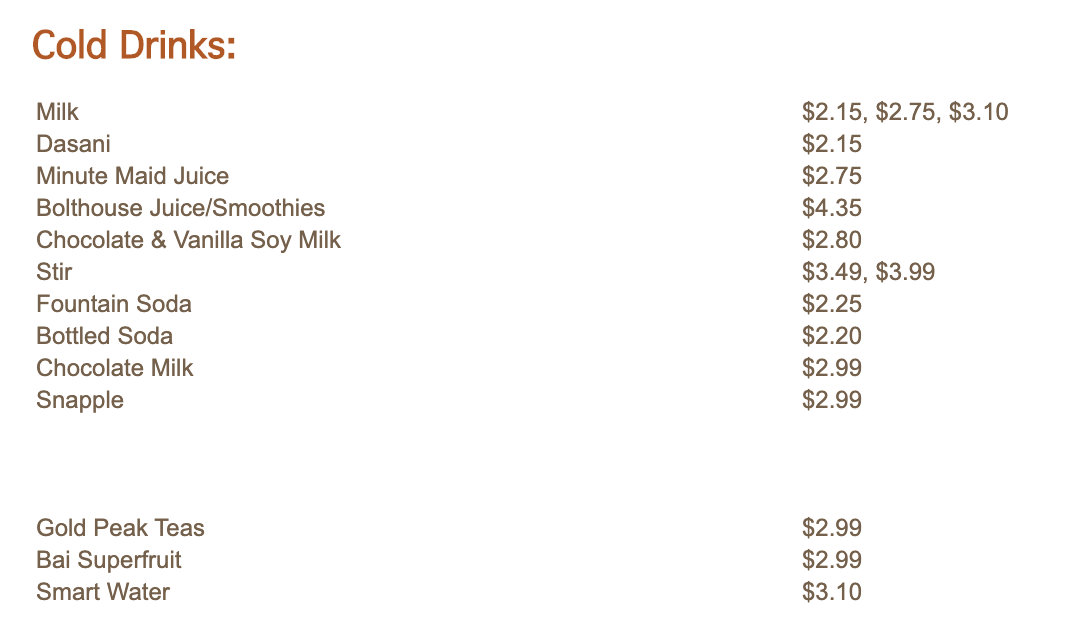 Cold Drinks:
Milk $2.15, $2.75, $3.10
Dasani $2.15
Minute Maid Juice $2.75
Bolthouse Juice/Smoothies $4.35
Chocolate & Vanilla Soy Milk $2.80
Stir $3.49, $3.99
Fountain Soda $2.25
Bottled Soda $2.20
Chocolate Milk $2.99
Snapple $2.99
Gold Peak Teas $2.99
Bai Superfruit $2.99
Smart Water $3.10